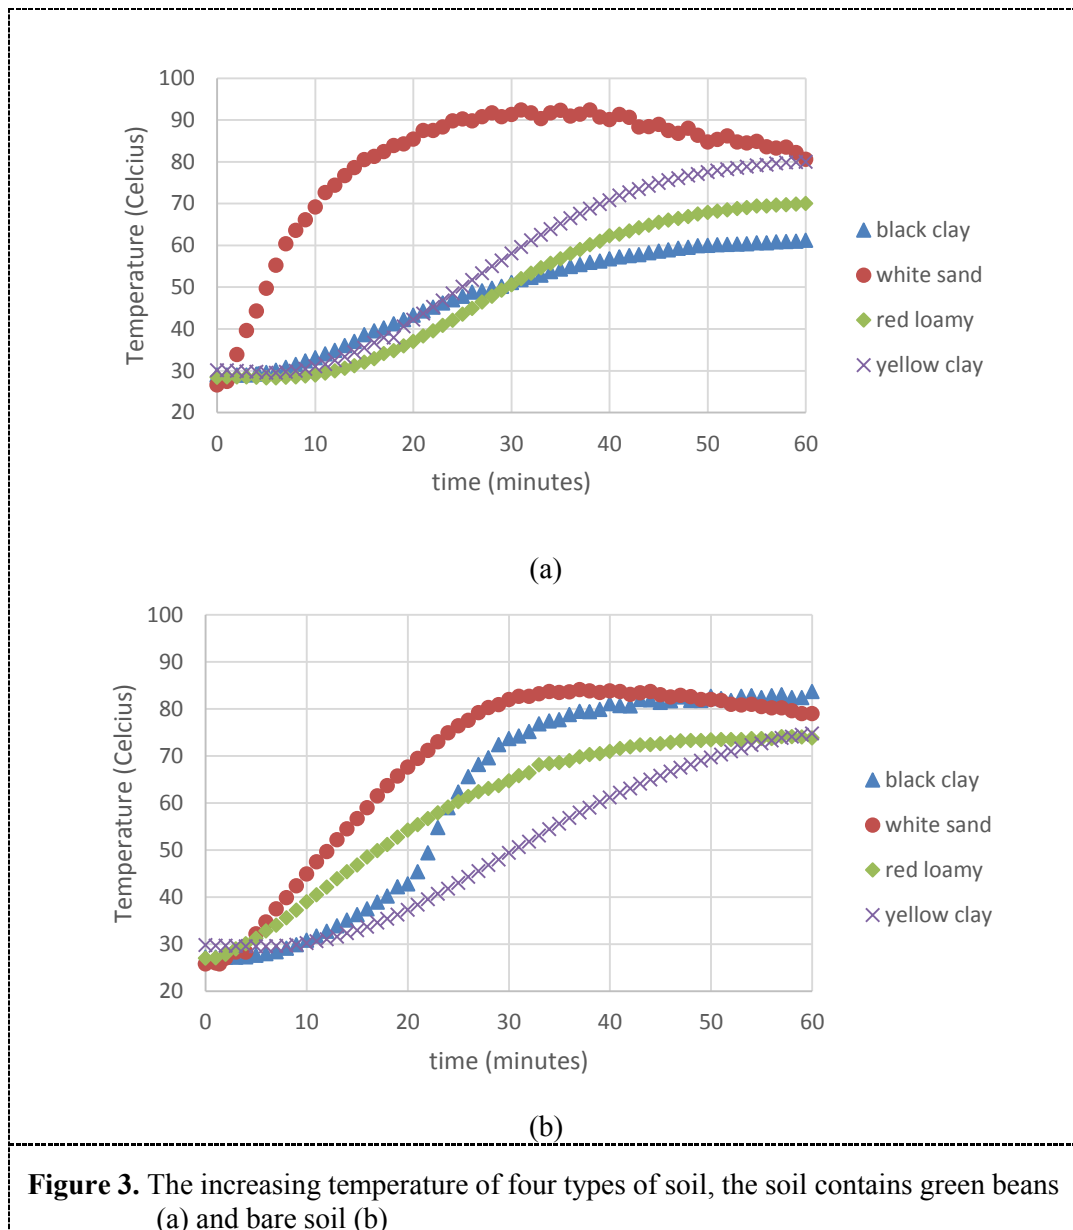 100
90
80
70
60
50
40
30
20
0 10 20 30 40 50 60
Temperature (Celcius)
time (minutes)
black clay
white sand
red loamy
yellow clay
(a)
100
90
80
70
60
50
40
30
20
0 10 20 30 40 50 60
Temperature (Celcius)
time (minutes)
black clay
white sand
red loamy
yellow clay
(b)
Figure 3. The increasing temperature of four types of soil, the soil contains green beans
(a) and bare soil (b)